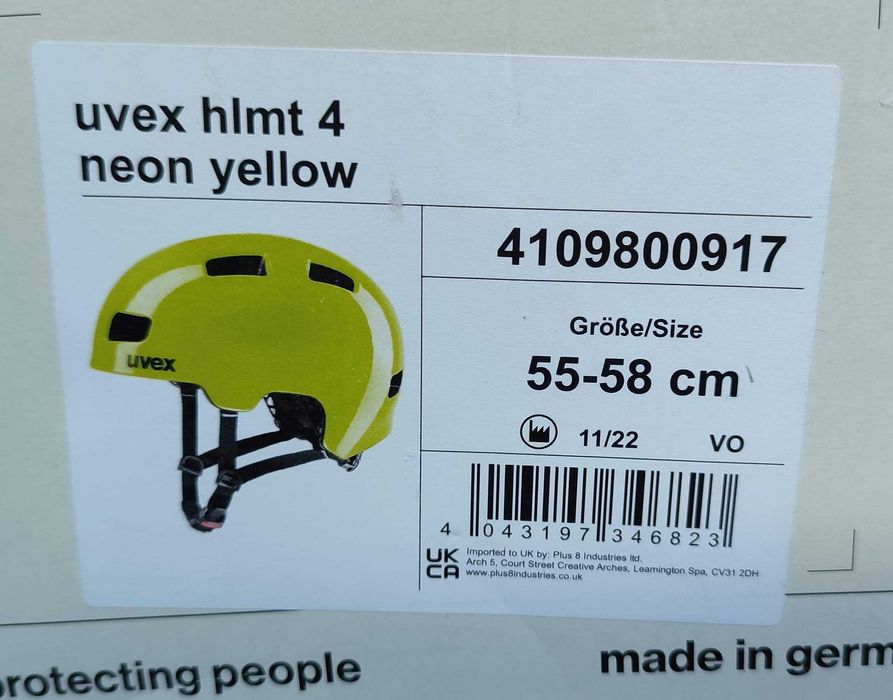 uvex hlmt 4
neon yellow
uvex
4109800917
Größe/Size
55-58 cm
11/22 VO
4 043197 346823
UK
CA
Imported to UK by: Plus 8 Industries ltd.
Arch 5, Court Street Creative Arches, Leamington Spa, CV31 2DH
www.plus8industries.co.uk
protecting people
made in germ